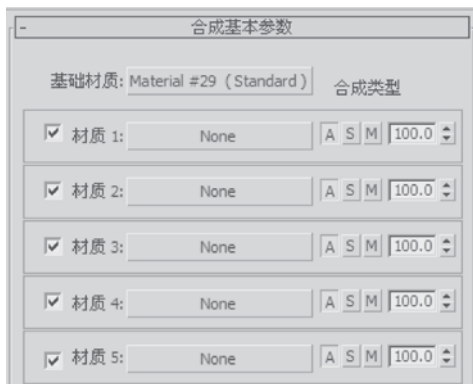 - 合成基本参数
基础材质: Material #29 (Standard) 合成类型
材质 1: None A S M 100.0
材质 2: None A S M 100.0
材质 3: None A S M 100.0
材质 4: None A S M 100.0
材质 5: None A S M 100.0